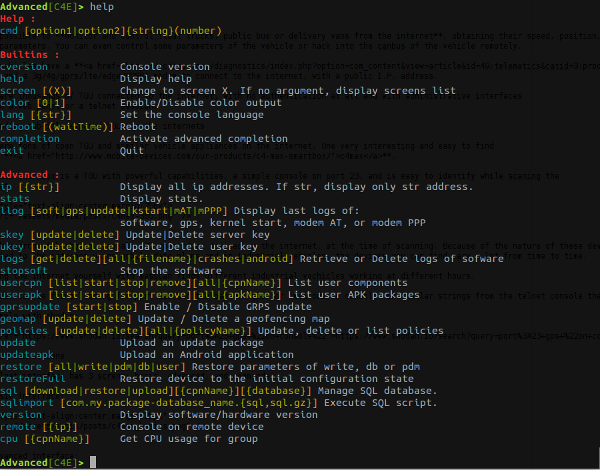 Advanced[C4E]> help
Help :
cmd [option1|option2]{string}(number)
Builtins :
cversion Console version
help Display help
screen [(X)] Change to screen X. If no argument, display screens list
color [0|1] Enable/Disable color output
lang [{str}] Set the console language
reboot [(waitTime)] Reboot
completion Activate advanced completion
exit Quit
Advanced :
ip [{str}] Display all ip addresses. If str, display only str address.
stats Display stats.
llog [soft|gps|update|kstart|mAT|mPPP] Display last logs of:
software, gps, kernel start, modem AT, or modem PPP
skey [update|delete] Update|Delete server key
ukey [update|delete] Update|Delete user key
logs [get|delete][all|{filename}|crashes|android] Retrieve or Delete logs of sofware
stopsoft Stop the software
usercpn [list|start|stop|remove][all|{cpnName}] List user components
userapk [list|start|stop|remove][all|{apkName}] List user APK packages
gprsupdate [start|stop] Enable / Disable GRPS update
geomap [update|delete] Update / Delete a geofencing map
policies [update|delete][all|{policyName}] Update, delete or list policies
update Upload an update package
updateapk Upload an Android application
restore [all|write|pdm|db|user] Restore parameters of write, db or pdm
restoreFull Restore device to the initial configuration state
sql [download|restore|upload][{cpnName}][{database}] Manage SQL database.
sqlimport [com.my.package-database_name.{sql,sql.gz}] Execute SQL script.
version Display software/hardware version
remote [{ip}] Console on remote device
cpu [{cpnName}] Get CPU usage for group
Advanced[C4E]>